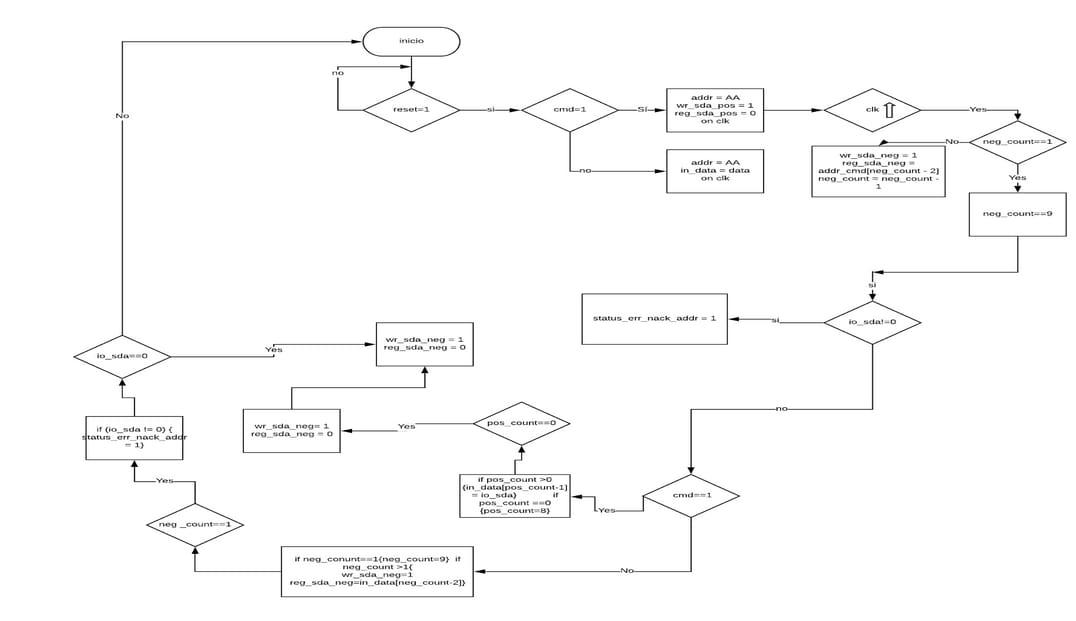 inicio
no
reset=1
si
cmd=1
Si
addr = AA
wr_sda_pos = 1
reg_sda_pos = 0
on clk
clk
Yes
neg_count==1
No
wr_sda_neg = 1
reg_sda_neg =
addr_cmd[neg_count - 2]
neg_count = neg_count -
1
no
addr = AA
in_data = data
on clk
Yes
neg_count==9
si
io_sda!=0
si
status_err_nack_addr = 1
no
cmd==1
Yes
if pos_count >0
{in_data[pos_count-1]
= io_sda} if
pos_count ==0
{pos_count=8}
pos_count==0
Yes
wr_sda_neg= 1
reg_sda_neg = 0
wr_sda_neg = 1
reg_sda_neg = 0
No
if neg_conunt==1{neg_count=9} if
neg_count >1{
wr_sda_neg=1
reg_sda_neg=in_data[neg_count-2]}
neg _count==1
Yes
if (io_sda != 0) {
status_err_nack_addr
= 1}
io_sda==0
Yes
No